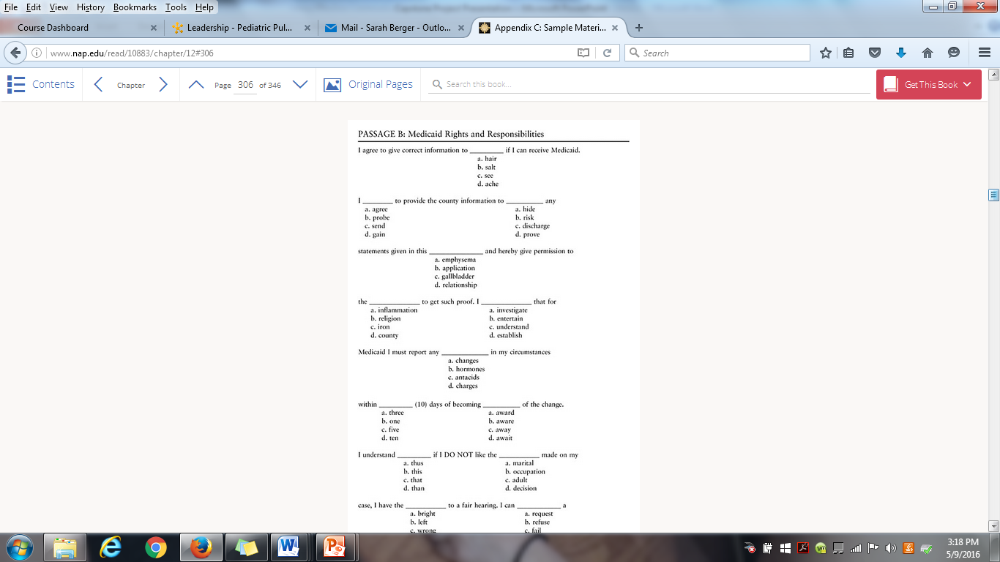 File Edit View History Bookmarks Tools Help
Course Dashboard
Leadership - Pediatric Pul...
Mail - Sarah Berger - Outlo...
Appendix C: Sample Materi...
www.nap.edu/read/10883/chapter/12#306
Search
Contents
Chapter
Page 306 of 346
Original Pages
Search this book...
Get This Book
PASSAGE B: Medicaid Rights and Responsibilities
I agree to give correct information to _________ if I can receive Medicaid.
a. hair
b. salt
c. see
d. ache
I ________ to provide the county information to __________ any
a. agree a. hide
b. probe b. risk
c. send c. discharge
d. gain d. prove
statements given in this ______________ and hereby give permission to
a. emphysema
b. application
c. gallbladder
d. relationship
the _____________ to get such proof. I _____________ that for
a. inflammation a. investigate
b. religion b. entertain
c. iron c. understand
d. county d. establish
Medicaid I must report any ____________ in my circumstances
a. changes
b. hormones
c. antacids
d. charges
within _________ (10) days of becoming __________ of the change.
a. three a. award
b. one b. aware
c. five c. away
d. ten d. await
I understand _________ if I DO NOT like the ___________ made on my
a. thus a. marital
b. this b. occupation
c. that c. adult
d. than d. decision
case, I have the ___________ to a fair hearing. I can ____________ a
a. bright a. request
b. left b. refuse
c. wrong c. fail
3:18 PM
5/9/2016